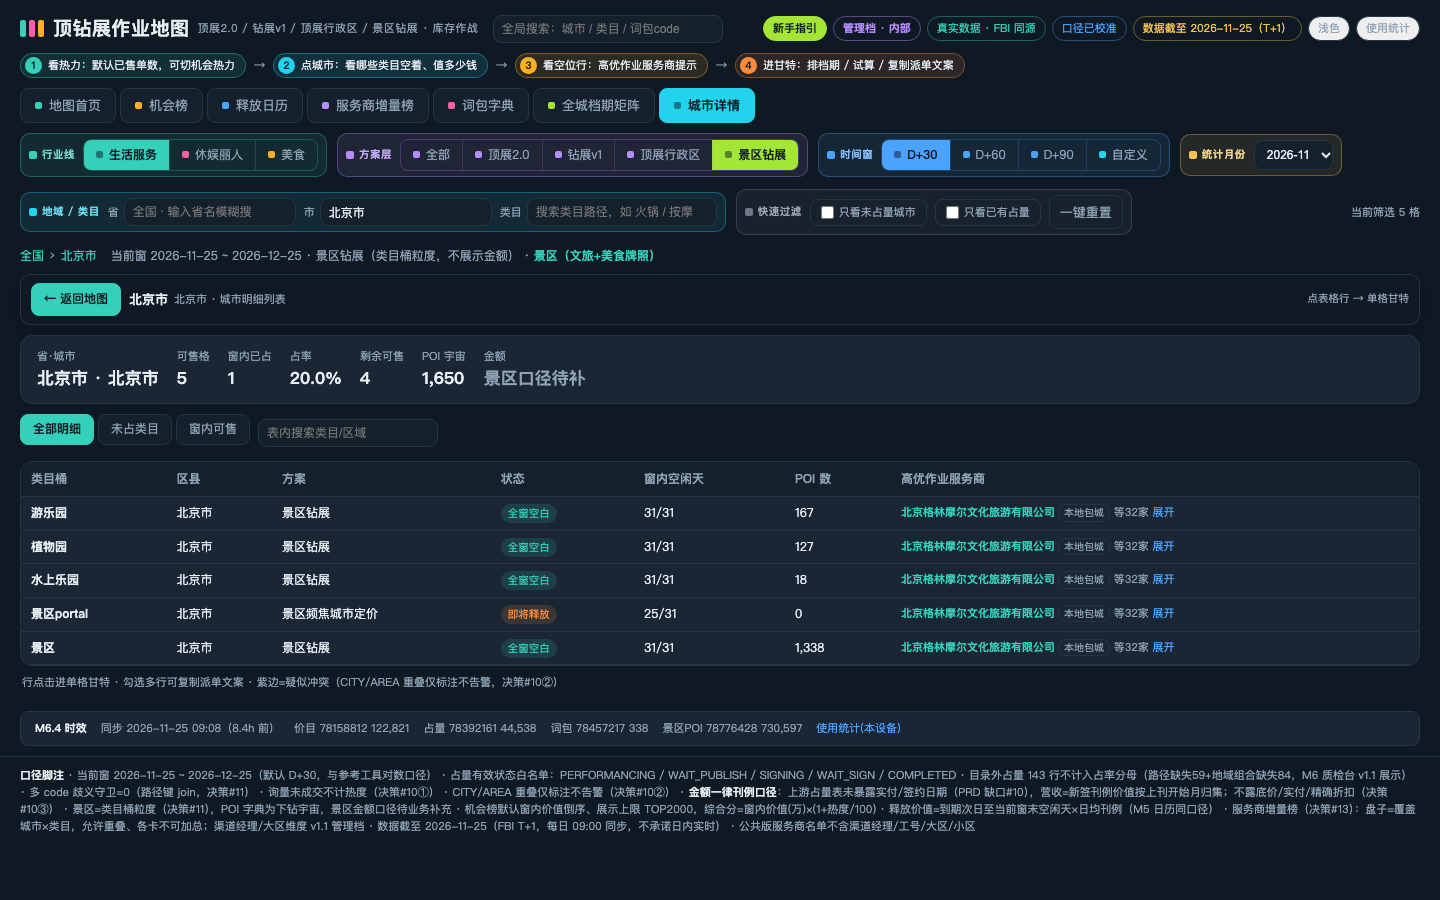 顶钻展作业地图 顶展2.0 / 钻展v1 / 顶展行政区 / 景区钻展 · 库存作战 全局搜索：城市 / 类目 / 词包code 新手指引 管理档 · 内部 真实数据 · FBI 同源 口径已校准 数据截至 2026-11-25（T+1） 浅色 使用统计
1 看热力：默认已售单数，可切机会热力 → 2 点城市：看哪些类目空着、值多少钱 → 3 看空位行：高优作业服务商提示 → 4 进甘特：排档期 / 试算 / 复制派单文案
地图首页 机会榜 释放日历 服务商增量榜 词包字典 全城档期矩阵 城市详情
行业线 生活服务 休娱丽人 美食 方案层 全部 顶展2.0 钻展v1 顶展行政区 景区钻展 时间窗 D+30 D+60 D+90 自定义 统计月份 2026-11
地域 / 类目 省 全国 · 输入省名模糊搜 市 北京市 类目 搜索类目路径，如 火锅 / 按摩 快速过滤 只看未占量城市 只看已有占量 一键重置 当前筛选 5 格
全国 › 北京市 当前窗 2026-11-25 ~ 2026-12-25 · 景区钻展（类目桶粒度，不展示金额） · 景区（文旅+美食牌照）
← 返回地图 北京市 北京市 · 城市明细列表 点表格行 → 单格甘特
省·城市 可售格 窗内已占 占率 剩余可售 POI 宇宙 金额
北京市 · 北京市 5 1 20.0% 4 1,650 景区口径待补
全部明细 未占类目 窗内可售 表内搜索类目/区域
类目桶 区县 方案 状态 窗内空闲天 POI 数 高优作业服务商
游乐园 北京市 景区钻展 全窗空白 31/31 167 北京格林摩尔文化旅游有限公司 本地包城 等32家 展开
植物园 北京市 景区钻展 全窗空白 31/31 127 北京格林摩尔文化旅游有限公司 本地包城 等32家 展开
水上乐园 北京市 景区钻展 全窗空白 31/31 18 北京格林摩尔文化旅游有限公司 本地包城 等32家 展开
景区portal 北京市 景区频焦城市定价 即将释放 25/31 0 北京格林摩尔文化旅游有限公司 本地包城 等32家 展开
景区 北京市 景区钻展 全窗空白 31/31 1,338 北京格林摩尔文化旅游有限公司 本地包城 等32家 展开
行点击进单格甘特 · 勾选多行可复制派单文案 · 紫边=疑似冲突（CITY/AREA 重叠仅标注不告警，决策#10②）
M6.4 时效 同步 2026-11-25 09:08（8.4h 前） 价目 78158812 122,821 占量 78392161 44,538 词包 78457217 338 景区POI 78776428 730,597 使用统计(本设备)
口径脚注 · 当前窗 2026-11-25 ~ 2026-12-25（默认 D+30，与参考工具对数口径） · 占量有效状态白名单：PERFORMANCING / WAIT_PUBLISH / SIGNING / WAIT_SIGN / COMPLETED · 目录外占量 143 行不计入占率分母（路径缺失59+地域组合缺失84，M6 质检台 v1.1 展示）
· 多 code 歧义守卫=0（路径键 join，决策#11） · 询量未成交不计热度（决策#10①） · CITY/AREA 重叠仅标注不告警（决策#10②） · 金额一律刊例口径：上游占量表未暴露实付/签约日期（PRD 缺口#10），营收=新签刊例价值按上刊开始月归集；不露底价/实付/精确折扣（决策
#10③） · 景区=类目桶粒度（决策#11），POI 字典为下钻宇宙，景区金额口径待业务补充 · 机会榜默认窗内价值倒序、展示上限 TOP2000，综合分=窗内价值(万)×(1+热度/100) · 释放价值=到期次日至当前窗末空闲天×日均刊例（M5 日历同口径） · 服务商增量榜（决策#13）：盘子=覆盖
城市×类目，允许重叠、各卡不可加总；渠道经理/大区维度 v1.1 管理档 · 数据截至 2026-11-25（FBI T+1，每日 09:00 同步，不承诺日内实时） · 公共版服务商名单不含渠道经理/工号/大区/小区